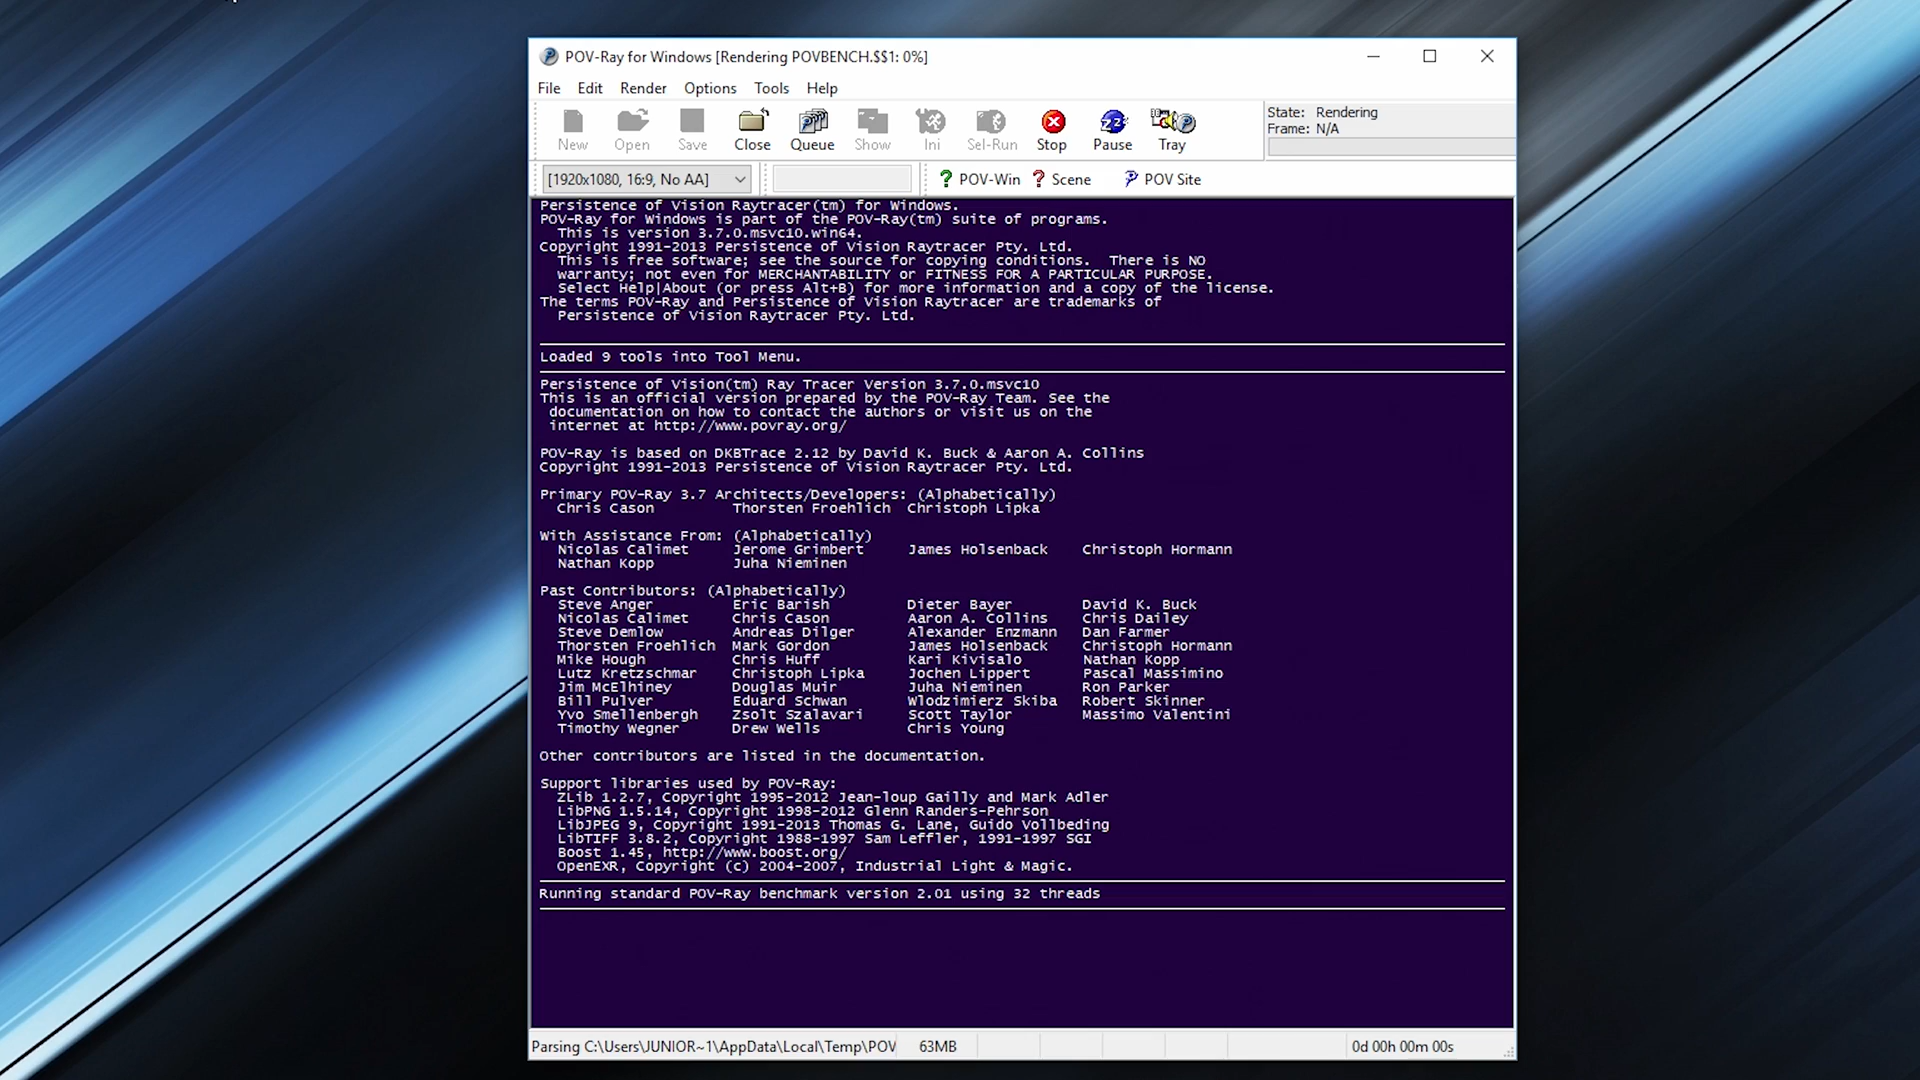 POV-Ray for Windows [Rendering POVBENCH.$$1: 0%]
File Edit Render Options Tools Help
New Open Save Close Queue Show Ini Sel-Run Stop Pause Tray
State: Rendering
Frame: N/A
[1920x1080, 16:9, No AA] POV-Win Scene POV Site
Persistence of Vision Raytracer(tm) for Windows.
POV-Ray for Windows is part of the POV-Ray(tm) suite of programs.
This is version 3.7.0.msvc10.win64.
Copyright 1991-2013 Persistence of Vision Raytracer Pty. Ltd.
This is free software; see the source for copying conditions. There is NO
warranty; not even for MERCHANTABILITY or FITNESS FOR A PARTICULAR PURPOSE.
Select Help|About (or press Alt+B) for more information and a copy of the license.
The terms POV-Ray and Persistence of Vision Raytracer are trademarks of
Persistence of Vision Raytracer Pty. Ltd.
Loaded 9 tools into Tool Menu.
Persistence of Vision(tm) Ray Tracer Version 3.7.0.msvc10
This is an official version prepared by the POV-Ray Team. See the
documentation on how to contact the authors or visit us on the
internet at http://www.povray.org/
POV-Ray is based on DKBTrace 2.12 by David K. Buck & Aaron A. Collins
Copyright 1991-2013 Persistence of Vision Raytracer Pty. Ltd.
Primary POV-Ray 3.7 Architects/Developers: (Alphabetically)
Chris Cason Thorsten Froehlich Christoph Lipka
With Assistance From: (Alphabetically)
Nicolas Calimet Jerome Grimbert James Holsenback Christoph Hormann
Nathan Kopp Juha Nieminen
Past Contributors: (Alphabetically)
Steve Anger Eric Barish Dieter Bayer David K. Buck
Nicolas Calimet Chris Cason Aaron A. Collins Chris Dailey
Steve Demlow Andreas Dilger Alexander Enzmann Dan Farmer
Thorsten Froehlich Mark Gordon James Holsenback Christoph Hormann
Mike Hough Chris Huff Kari Kivisalo Nathan Kopp
Lutz Kretzschmar Christoph Lipka Jochen Lippert Pascal Massimino
Jim McElhiney Douglas Muir Juha Nieminen Ron Parker
Bill Pulver Eduard Schwan Wlodzimierz Skiba Robert Skinner
Yvo Smellenbergh Zsolt Szalavari Scott Taylor Massimo Valentini
Timothy Wegner Drew Wells Chris Young
Other contributors are listed in the documentation.
Support libraries used by POV-Ray:
ZLib 1.2.7, Copyright 1995-2012 Jean-loup Gailly and Mark Adler
LibPNG 1.5.14, Copyright 1998-2012 Glenn Randers-Pehrson
LibJPEG 9, Copyright 1991-2013 Thomas G. Lane, Guido Vollbeding
LibTIFF 3.8.2, Copyright 1988-1997 Sam Leffler, 1991-1997 SGI
Boost 1.45, http://www.boost.org/
OpenEXR, Copyright (c) 2004-2007, Industrial Light & Magic.
Running standard POV-Ray benchmark version 2.01 using 32 threads
Parsing C:\Users\JUNIOR~1\AppData\Local\Temp\POV 63MB 0d 00h 00m 00s